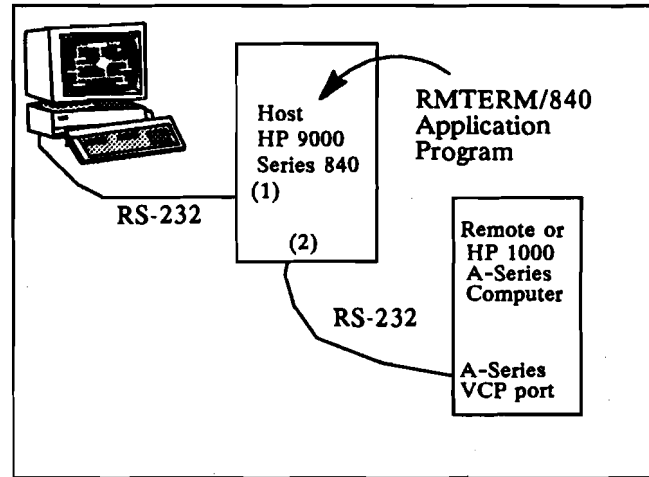 Host
HP 9000
Series 840
(1)
(2)
RMTERM/840
Application
Program
RS-232
RS-232
Remote or
HP 1000
A-Series
Computer
A-Series
VCP port